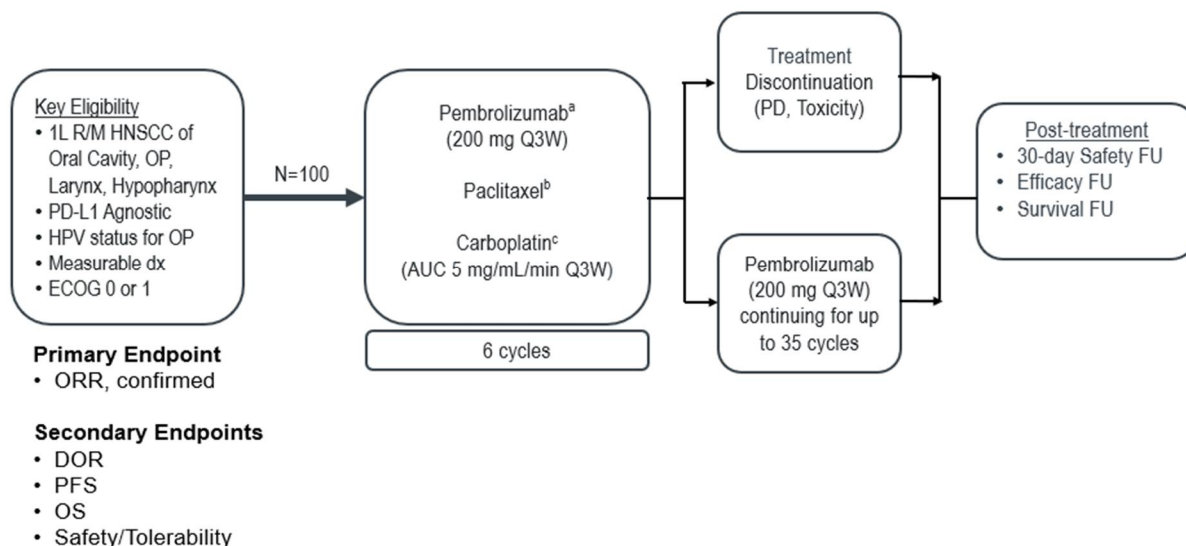 Key Eligibility
• 1L R/M HNSCC of
Oral Cavity, OP,
Larynx, Hypopharynx
• PD-L1 Agnostic
• HPV status for OP
• Measurable dx
• ECOG 0 or 1
N=100
Pembrolizumabᵃ
(200 mg Q3W)
Paclitaxelᵇ
Carboplatinᶜ
(AUC 5 mg/mL/min Q3W)
6 cycles
Treatment
Discontinuation
(PD, Toxicity)
Pembrolizumab
(200 mg Q3W)
continuing for up
to 35 cycles
Post-treatment
• 30-day Safety FU
• Efficacy FU
• Survival FU
Primary Endpoint
• ORR, confirmed
Secondary Endpoints
• DOR
• PFS
• OS
• Safety/Tolerability